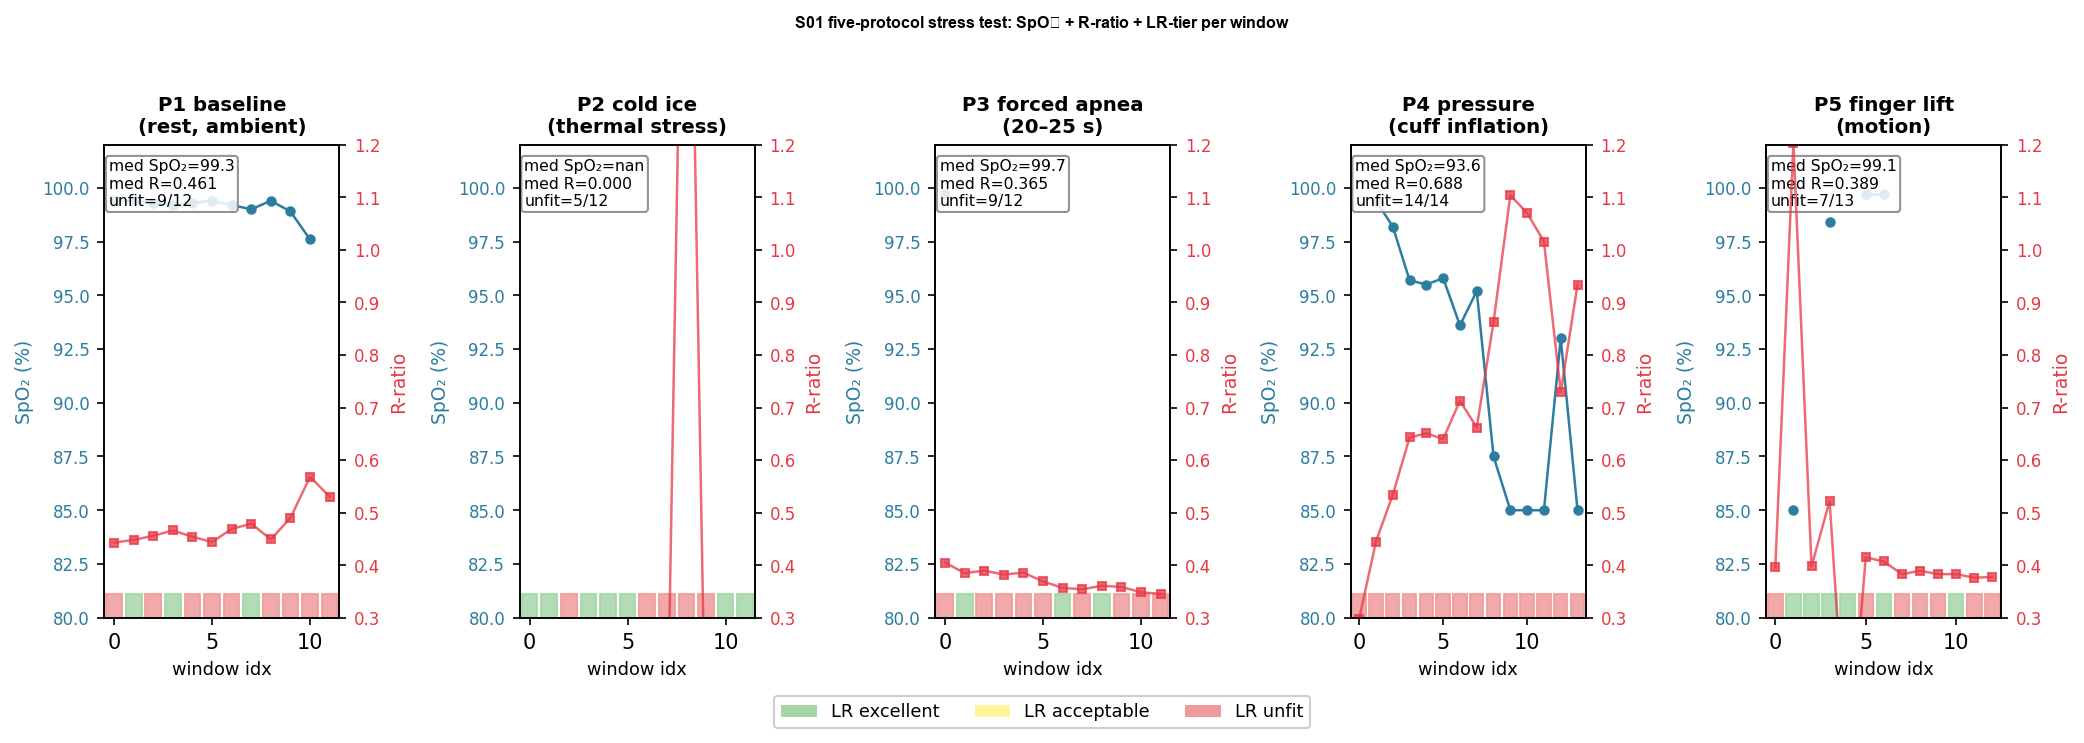 S01 five-protocol stress test: SpO□ + R-ratio + LR-tier per window
P1 baseline
(rest, ambient)
med SpO₂=99.3
med R=0.461
unfit=9/12
100.0
97.5
95.0
92.5
90.0
87.5
85.0
82.5
80.0
SpO₂ (%)
1.2
1.1
1.0
0.9
0.8
0.7
0.6
0.5
0.4
0.3
R-ratio
0 5 10
window idx
P2 cold ice
(thermal stress)
med SpO₂=nan
med R=0.000
unfit=5/12
100.0
97.5
95.0
92.5
90.0
87.5
85.0
82.5
80.0
SpO₂ (%)
1.2
1.1
1.0
0.9
0.8
0.7
0.6
0.5
0.4
0.3
R-ratio
0 5 10
window idx
P3 forced apnea
(20–25 s)
med SpO₂=99.7
med R=0.365
unfit=9/12
100.0
97.5
95.0
92.5
90.0
87.5
85.0
82.5
80.0
SpO₂ (%)
1.2
1.1
1.0
0.9
0.8
0.7
0.6
0.5
0.4
0.3
R-ratio
0 5 10
window idx
P4 pressure
(cuff inflation)
med SpO₂=93.6
med R=0.688
unfit=14/14
100.0
97.5
95.0
92.5
90.0
87.5
85.0
82.5
80.0
SpO₂ (%)
1.2
1.1
1.0
0.9
0.8
0.7
0.6
0.5
0.4
0.3
R-ratio
0 5 10
window idx
P5 finger lift
(motion)
med SpO₂=99.1
med R=0.389
unfit=7/13
100.0
97.5
95.0
92.5
90.0
87.5
85.0
82.5
80.0
SpO₂ (%)
1.2
1.1
1.0
0.9
0.8
0.7
0.6
0.5
0.4
0.3
R-ratio
0 5 10
window idx
LR excellent
LR acceptable
LR unfit